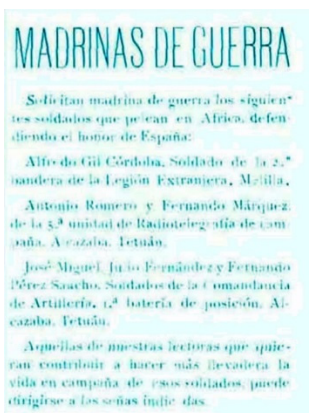 MADRINAS DE GUERRA
Solicitan madrina de guerra los siguien-
tes soldados que pelean en Africa, defen-
diendo el honor de España:
Alfredo Gil Córdoba, Soldado de la 2.ª
bandera de la Legión Extranjera, Melilla.
Antonio Romero y Fernando Márquez,
de la 5.ª unidad de Radiotelegrafía de cam-
paña. Alcazaba. Tetuán.
José Miguel, Julio Fernández y Fernando
Pérez Saucho, Soldados de la Comandancia
de Artillería, 1.ª batería de posición. Al-
cazaba. Tetuán.
Aquellas de nuestras lectoras que quie-
ran contribuir a hacer más llevadera la
vida en campaña de esos soldados, puede
dirigirse a las señas indicadas.